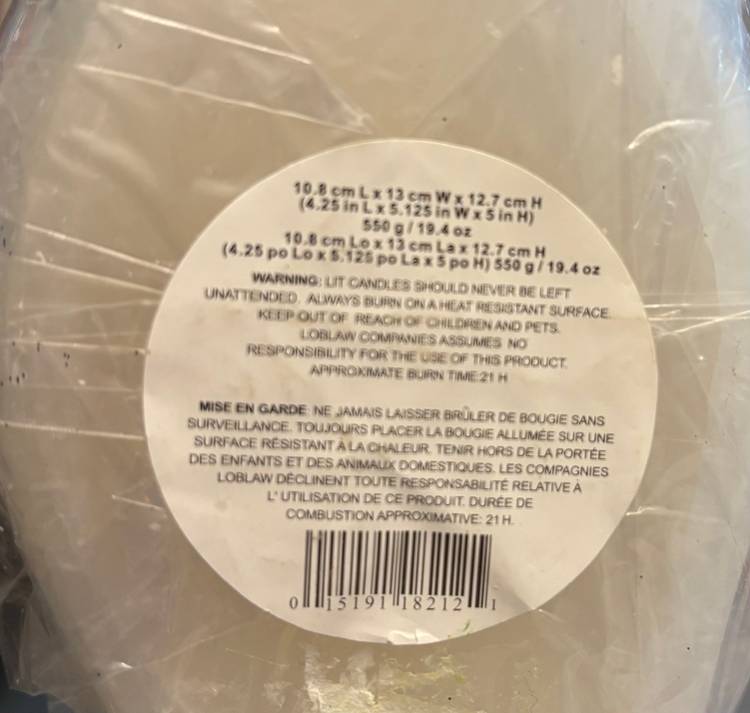 10.8 cm L x 13 cm W x 12.7 cm H
(4.25 in L x 5.125 in W x 5 in H)
550 g / 19.4 oz
10.8 cm Lo x 13 cm La x 12.7 cm H
(4.25 po Lo x 5.125 po La x 5 po H) 550 g / 19.4 oz
WARNING: LIT CANDLES SHOULD NEVER BE LEFT
UNATTENDED. ALWAYS BURN ON A HEAT RESISTANT SURFACE.
KEEP OUT OF REACH OF CHILDREN AND PETS.
LOBLAW COMPANIES ASSUMES NO
RESPONSIBILITY FOR THE USE OF THIS PRODUCT.
APPROXIMATE BURN TIME:21 H
MISE EN GARDE: NE JAMAIS LAISSER BRÛLER DE BOUGIE SANS
SURVEILLANCE. TOUJOURS PLACER LA BOUGIE ALLUMÉE SUR UNE
SURFACE RÉSISTANT À LA CHALEUR. TENIR HORS DE LA PORTÉE
DES ENFANTS ET DES ANIMAUX DOMESTIQUES. LES COMPAGNIES
LOBLAW DÉCLINENT TOUTE RESPONSABILITÉ RELATIVE À
L' UTILISATION DE CE PRODUIT. DURÉE DE
COMBUSTION APPROXIMATIVE: 21 H.
0 15191 18212 1